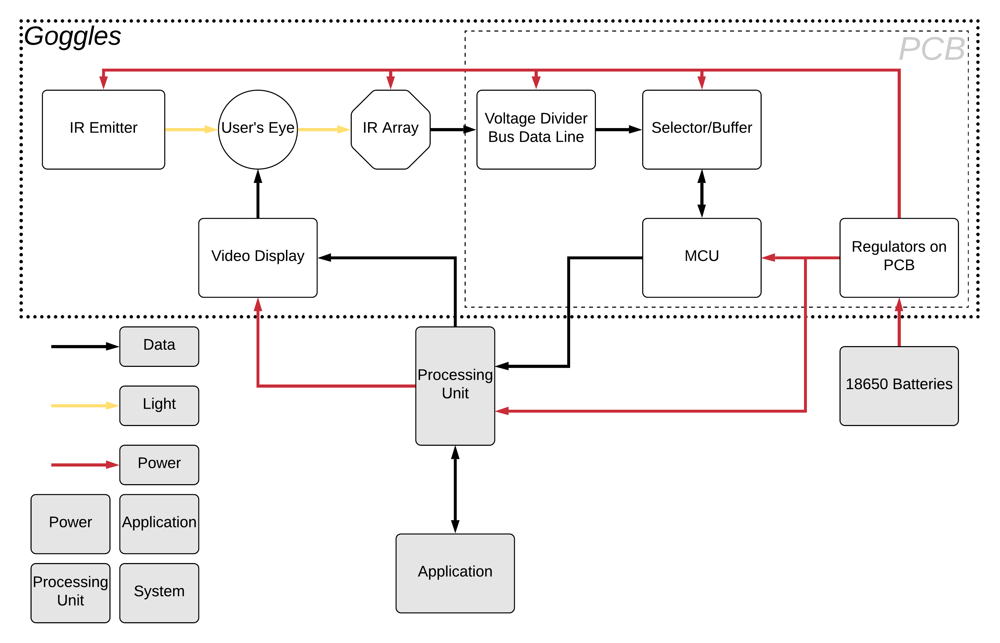 Goggles
PCB
IR Emitter
User's Eye
IR Array
Voltage Divider
Bus Data Line
Selector/Buffer
Video Display
MCU
Regulators on
PCB
Data
Light
Power
Processing
Unit
18650 Batteries
Power
Application
Processing
Unit
System
Application